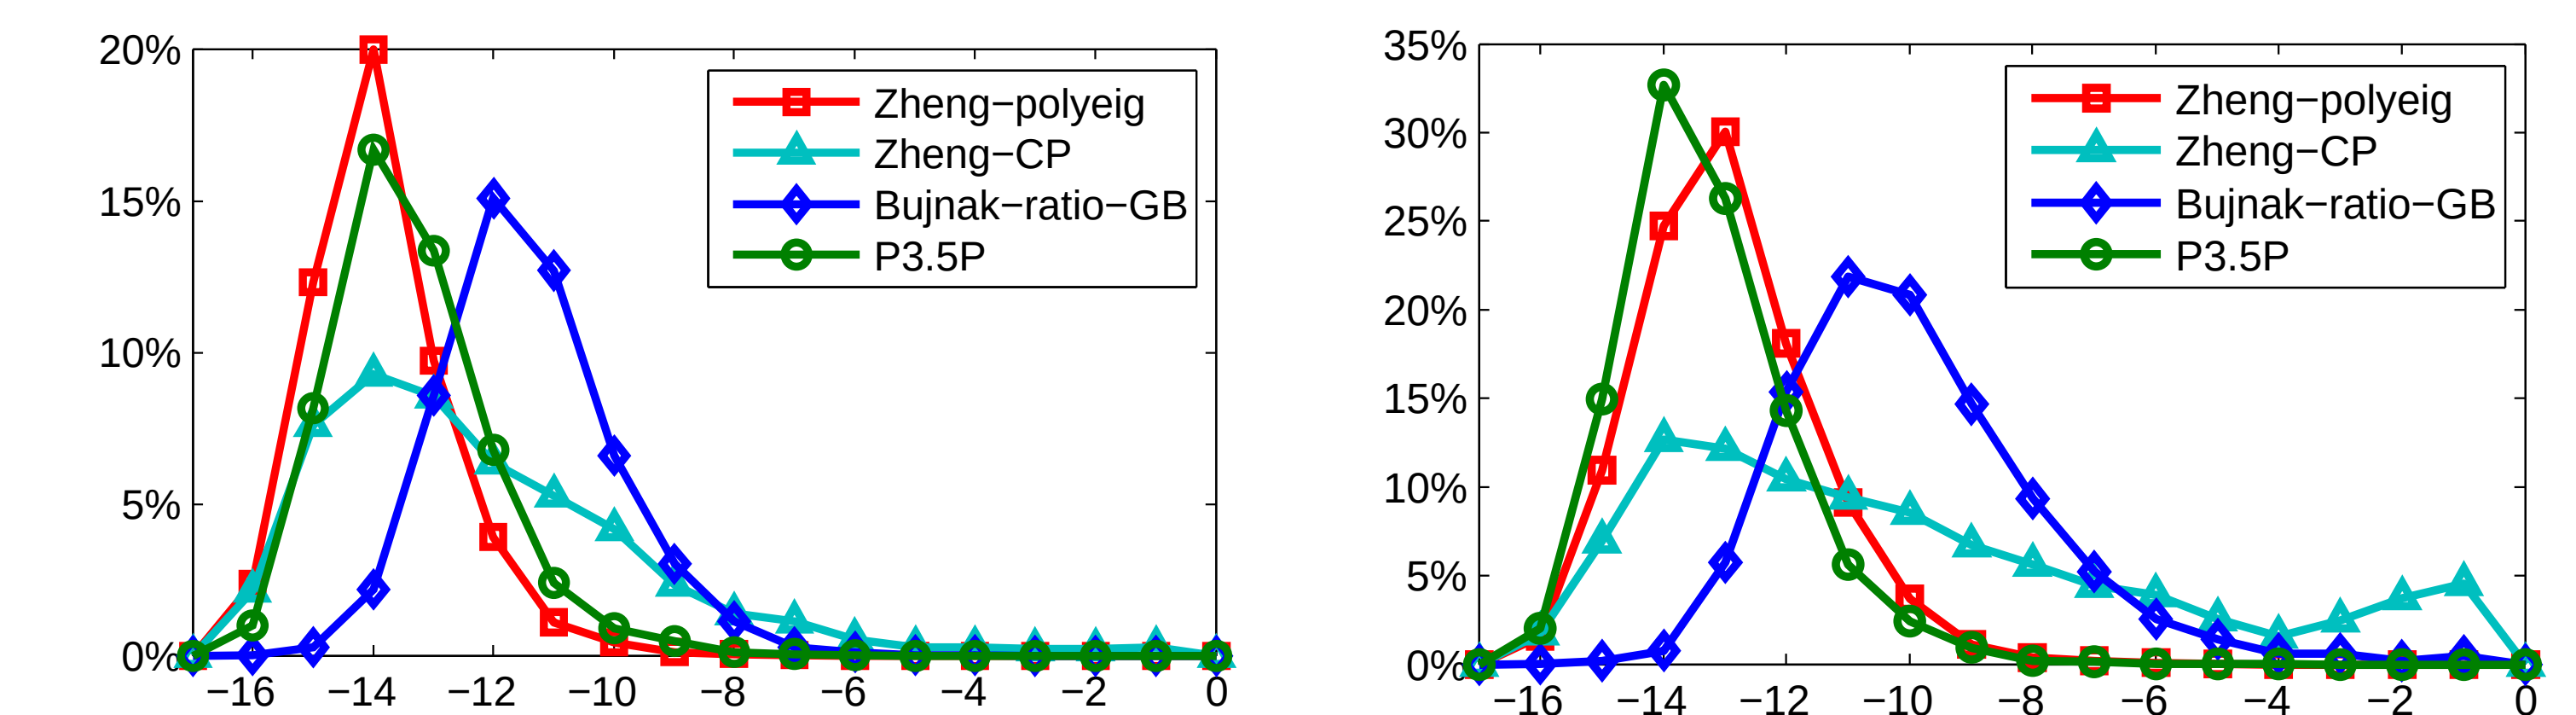 20%
15%
10%
5%
0%
−16 −14 −12 −10 −8 −6 −4 −2 0
Zheng−polyeig
Zheng−CP
Bujnak−ratio−GB
P3.5P
35%
30%
25%
20%
15%
10%
5%
0%
−16 −14 −12 −10 −8 −6 −4 −2 0
Zheng−polyeig
Zheng−CP
Bujnak−ratio−GB
P3.5P